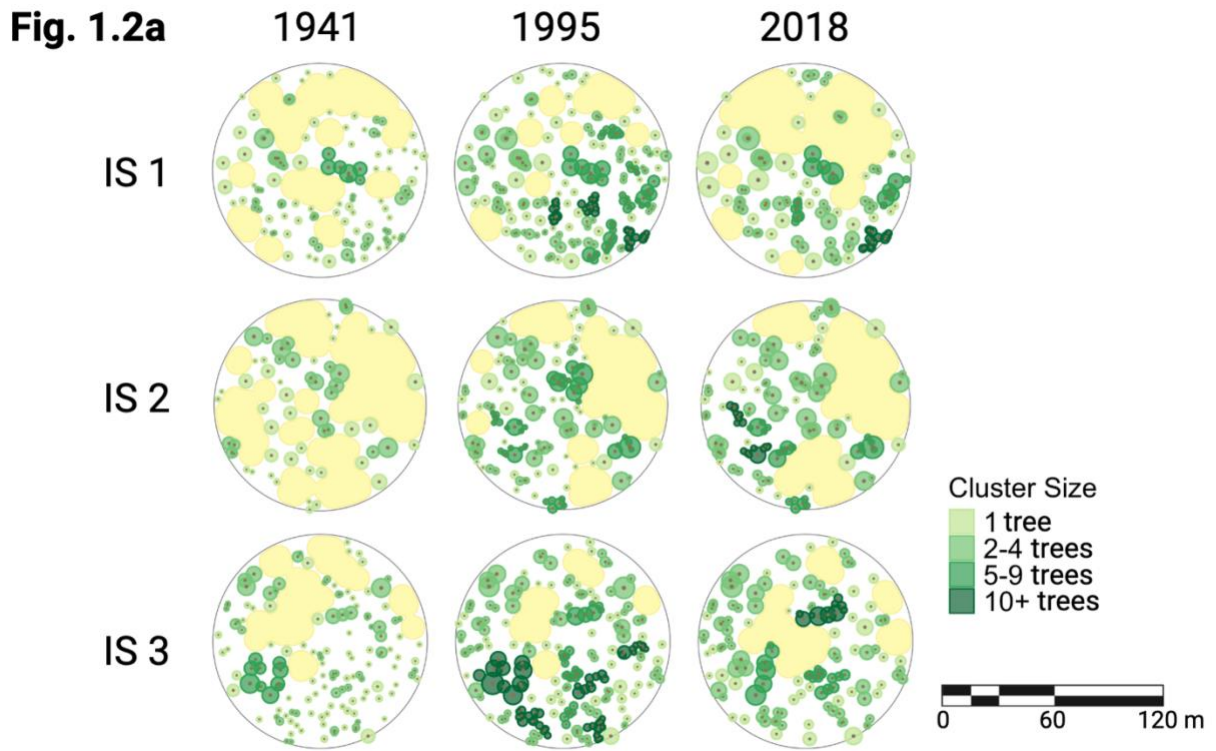 Fig. 1.2a 1941 1995 2018
IS 1
IS 2
IS 3
Cluster Size
1 tree
2-4 trees
5-9 trees
10+ trees
0 60 120 m